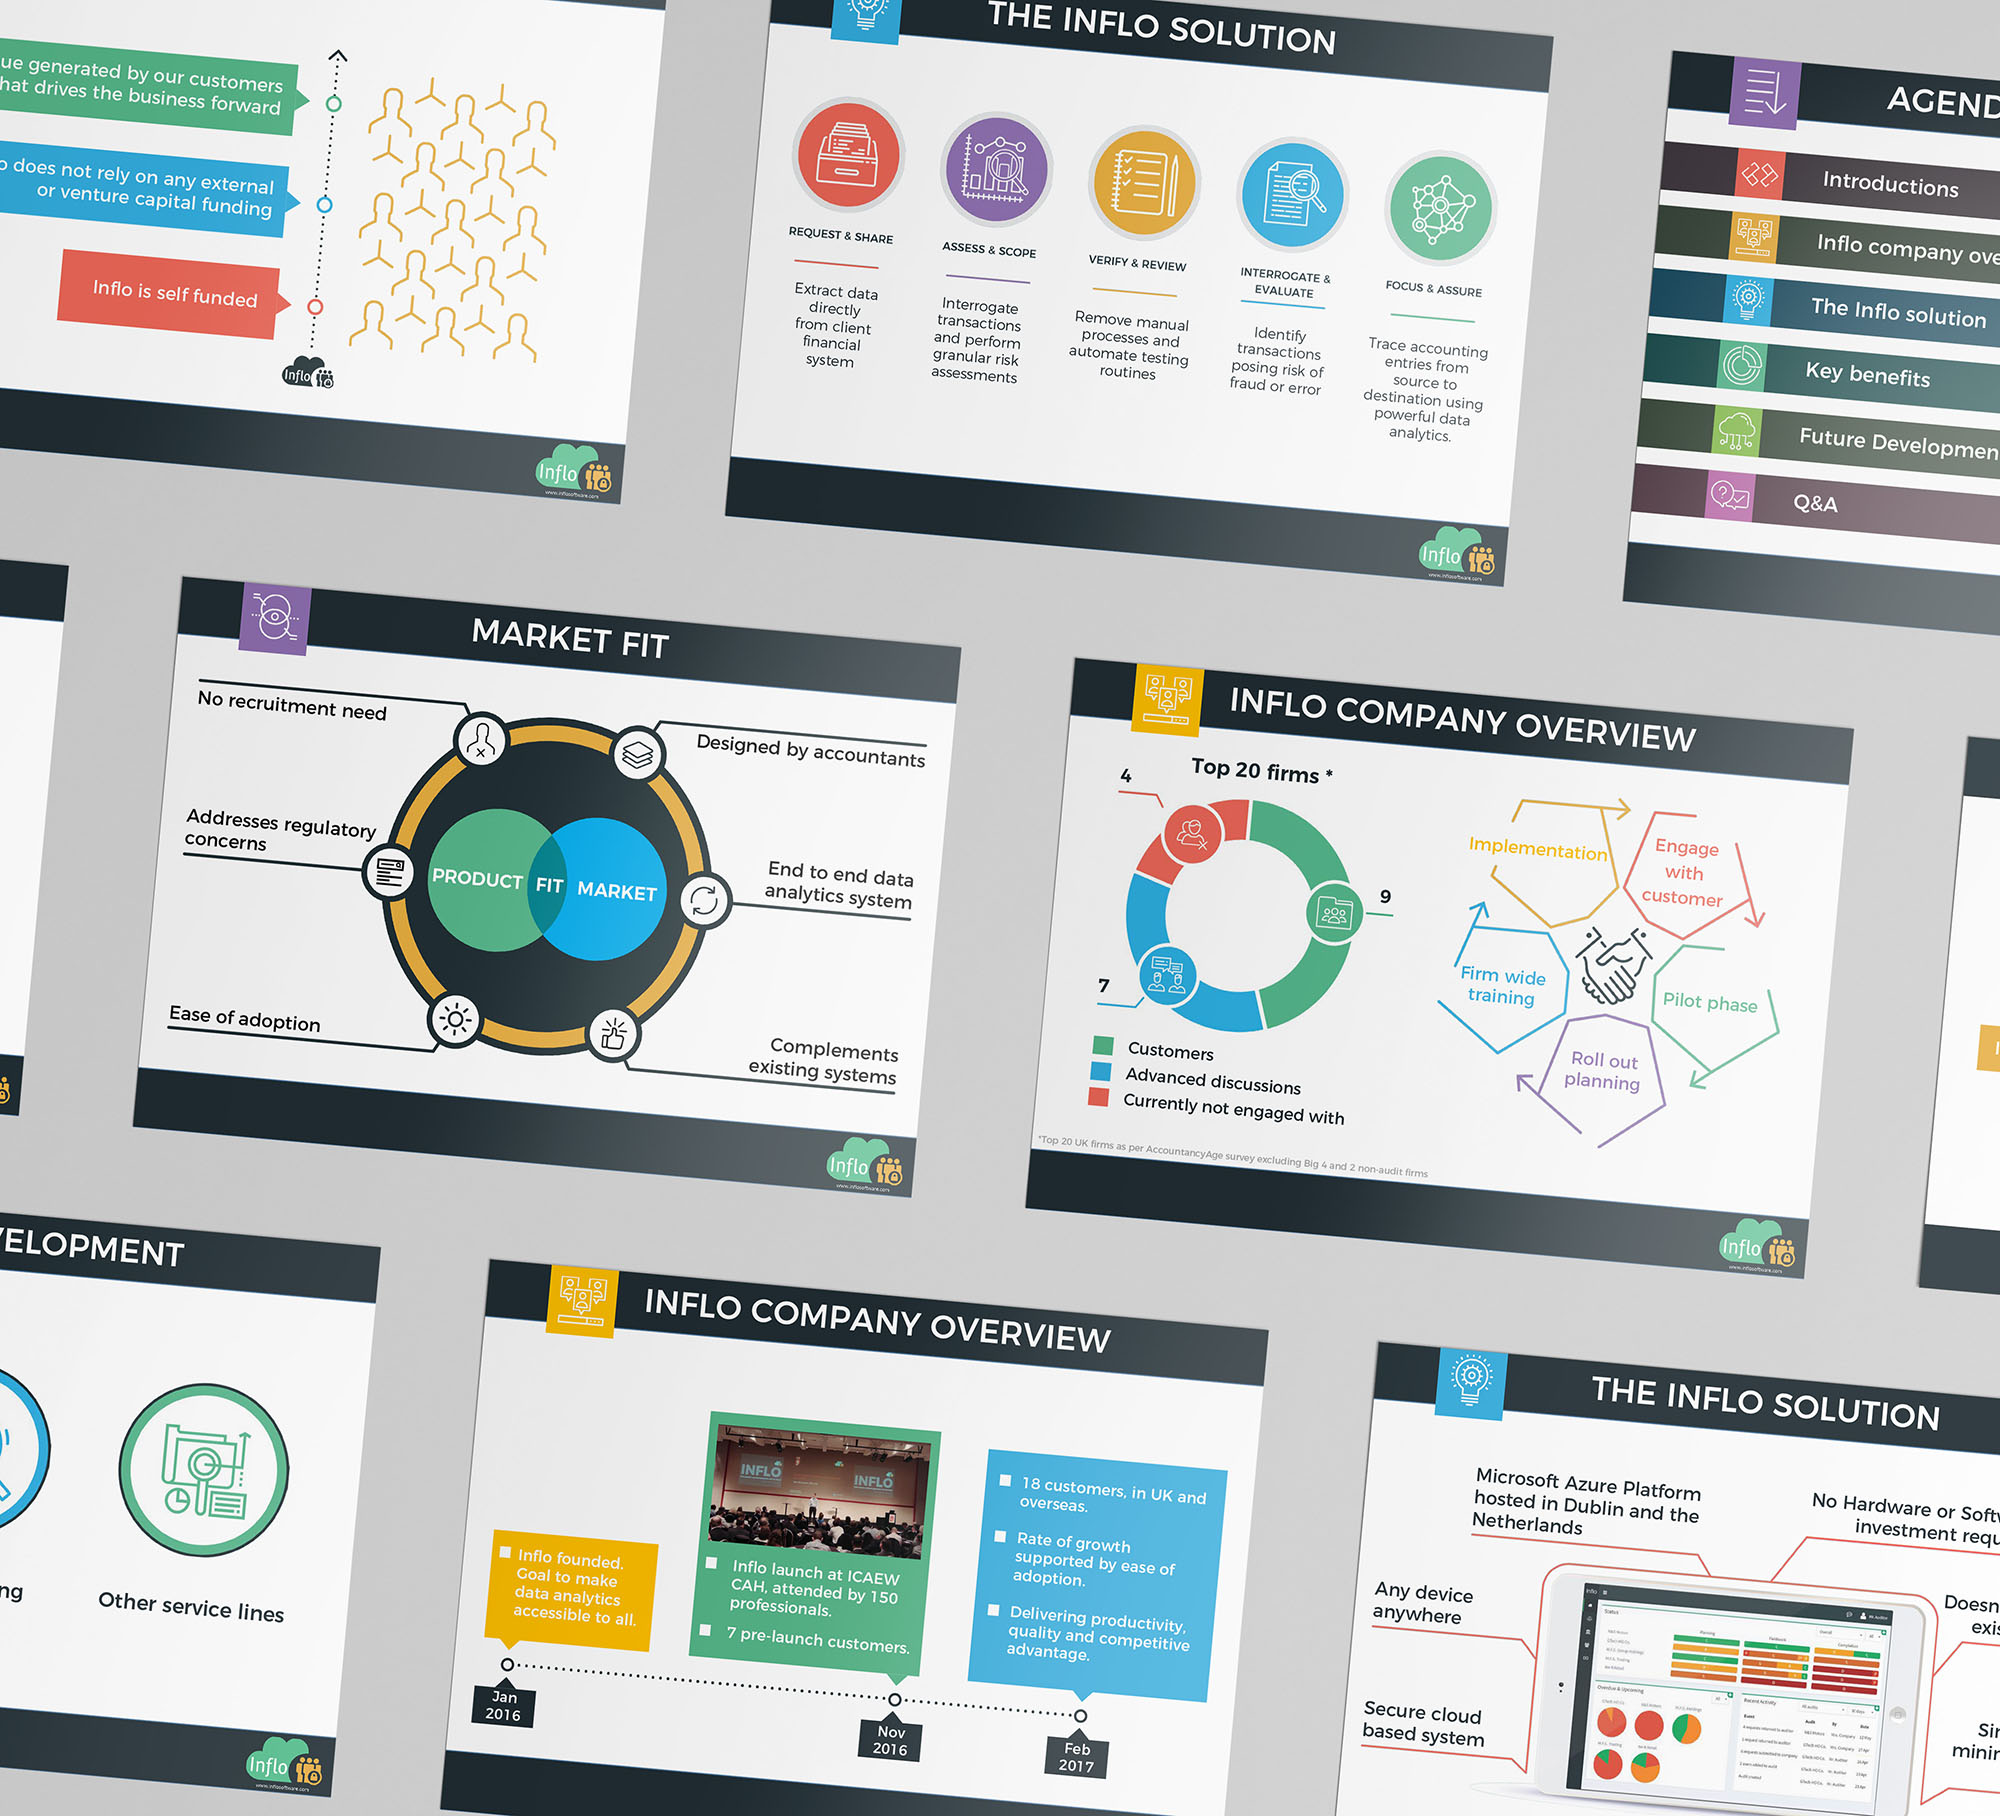 ue generated by our customers
hat drives the business forward
does not rely on any external
or venture capital funding
Inflo is self funded
Inflo
Inflo
www.inflosoftware.com
THE INFLO SOLUTION
REQUEST & SHARE
Extract data
directly
from client
financial
system
ASSESS & SCOPE
Interrogate
transactions
and perform
granular risk
assessments
VERIFY & REVIEW
Remove manual
processes and
automate testing
routines
INTERROGATE &
EVALUATE
Identify
transactions
posing risk of
fraud or error
FOCUS & ASSURE
Trace accounting
entries from
source to
destination using
powerful data
analytics.
Inflo
www.inflosoftware.com
AGEND
Introductions
Inflo company ove
The Inflo solution
Key benefits
Future Developmen
Q&A
MARKET FIT
No recruitment need
Designed by accountants
Addresses regulatory
concerns
PRODUCT
FIT
MARKET
End to end data
analytics system
Ease of adoption
Complements
existing systems
Inflo
www.inflosoftware.com
INFLO COMPANY OVERVIEW
Top 20 firms *
4
9
7
Customers
Advanced discussions
Currently not engaged with
Implementation
Engage
with
customer
Firm wide
training
Pilot phase
Roll out
planning
*Top 20 UK firms as per AccountancyAge survey excluding Big 4 and 2 non-audit firms
Inflo
www.inflosoftware.com
VELOPMENT
ng
Other service lines
Inflo
www.inflosoftware.com
INFLO COMPANY OVERVIEW
Inflo founded.
Goal to make
data analytics
accessible to all.
INFLO
INFLO
Inflo launch at ICAEW
CAH, attended by 150
professionals.
7 pre-launch customers.
18 customers, in UK and
overseas.
Rate of growth
supported by ease of
adoption.
Delivering productivity,
quality and competitive
advantage.
Jan
2016
Nov
2016
Feb
2017
THE INFLO SOLUTION
Microsoft Azure Platform
hosted in Dublin and the
Netherlands
No Hardware or Softw
investment requ
Any device
anywhere
Doesn
exis
Secure cloud
based system
Sin
minin
Inflo
Status
Planning
Fieldwork
Completion
Overdue & Upcoming
Recent Activity